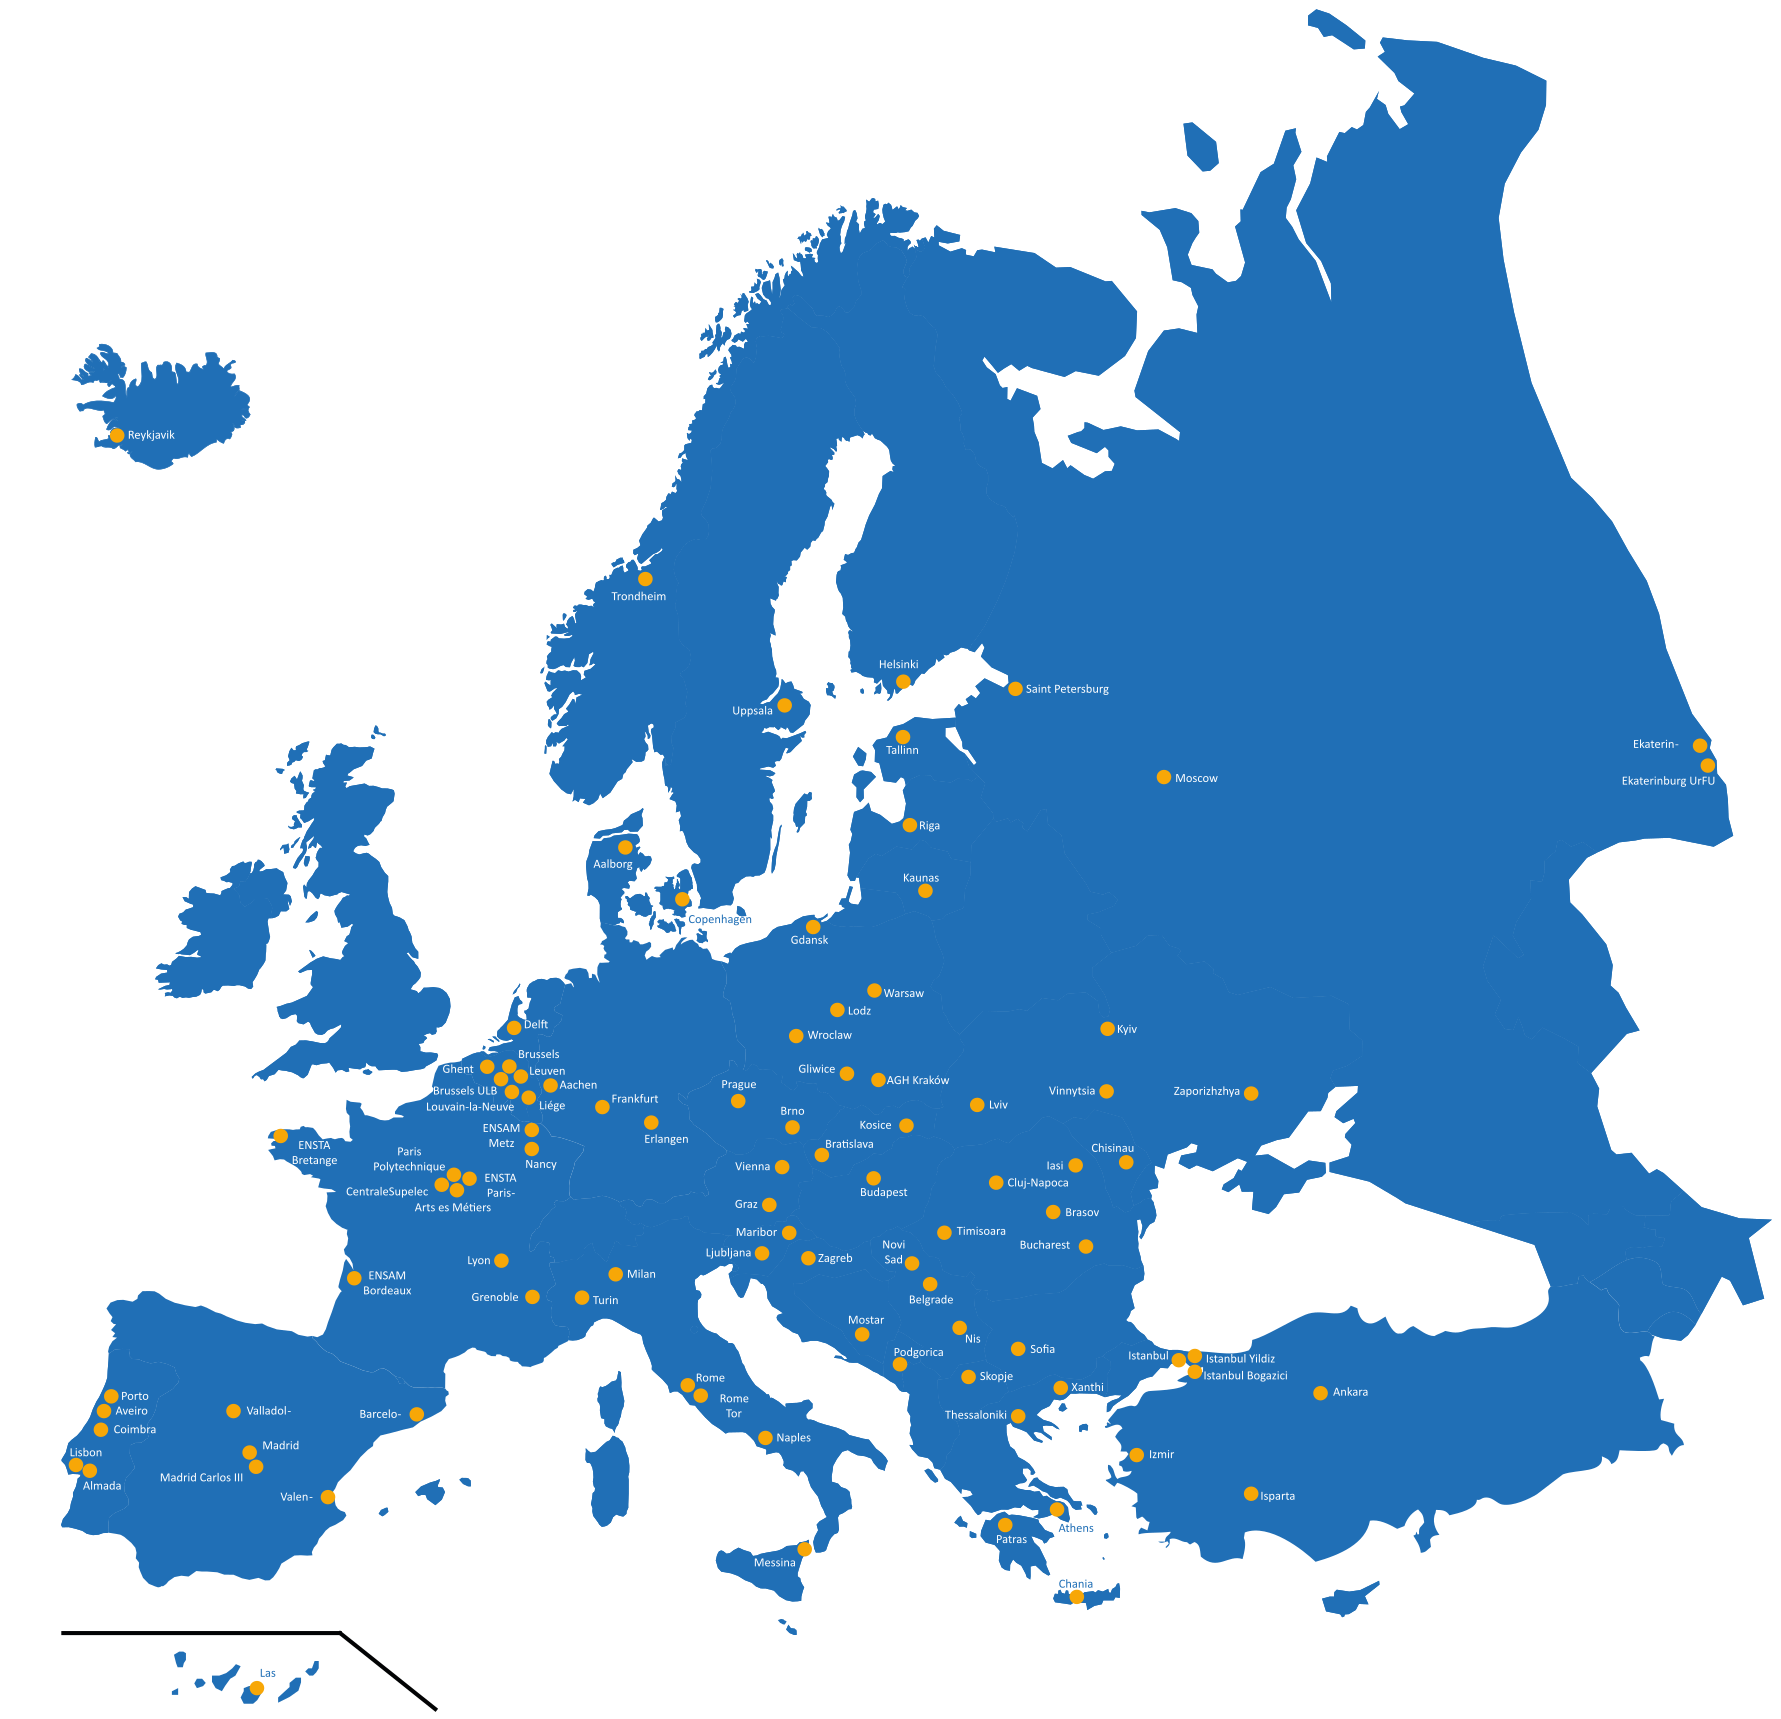 Reykjavik
Trondheim
Helsinki
Saint Petersburg
Uppsala
Tallinn
Ekaterin-
Ekaterinburg UrFU
Moscow
Riga
Aalborg
Kaunas
Copenhagen
Gdansk
Warsaw
Lodz
Delft
Wroclaw
Kyiv
Brussels
Ghent
Leuven
Gliwice
AGH Kraków
Aachen
Prague
Brussels ULB
Vinnytsia
Zaporizhzhya
Louvain-la-Neuve
Liége
Frankfurt
Lviv
Brno
ENSAM
Metz
Erlangen
Kosice
ENSTA
Bretange
Bratislava
Chisinau
Paris
Polytechnique
Nancy
Vienna
Iasi
ENSTA
Paris-
CentraleSupelec
Budapest
Cluj-Napoca
Arts es Métiers
Graz
Brasov
Maribor
Timisoara
Novi
Sad
Bucharest
Ljubljana
Zagreb
Lyon
ENSAM
Bordeaux
Milan
Grenoble
Turin
Belgrade
Mostar
Nis
Podgorica
Sofia
Istanbul
Istanbul Yildiz
Istanbul Bogazici
Skopje
Rome
Xanthi
Ankara
Porto
Rome
Tor
Aveiro
Valladol-
Barcelo-
Thessaloniki
Coimbra
Naples
Lisbon
Madrid
Izmir
Madrid Carlos III
Almada
Valen-
Isparta
Athens
Patras
Messina
Chania
Las